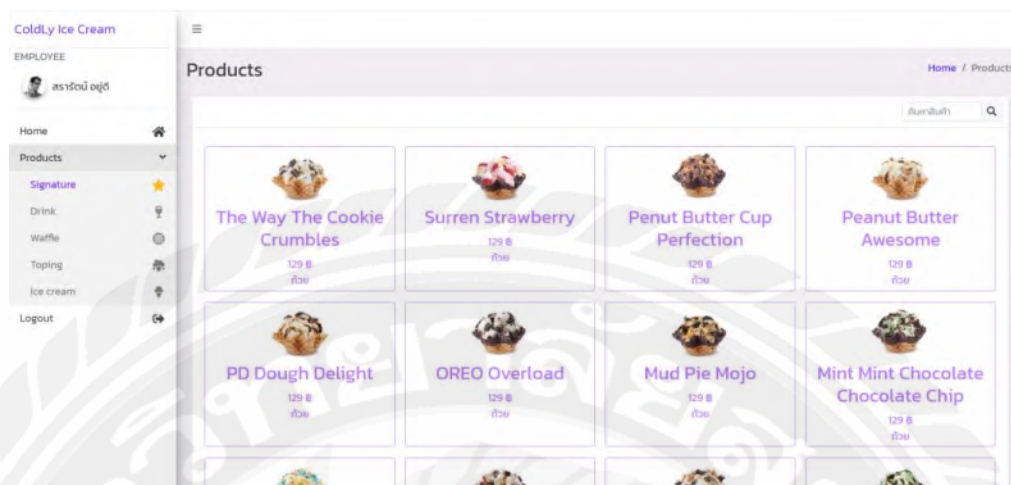 ColdLy Ice Cream
EMPLOYEE
สรารัตน์ อยู่ดี
Home
Products
Signature
Drink
Waffle
Toping
Ice cream
Logout
Products
Home / Products
ค้นหาสินค้า
The Way The Cookie
Crumbles
129 ฿
ถ้วย
Surren Strawberry
129 ฿
ถ้วย
Penut Butter Cup
Perfection
129 ฿
ถ้วย
Peanut Butter
Awesome
129 ฿
ถ้วย
PD Dough Delight
129 ฿
ถ้วย
OREO Overload
129 ฿
ถ้วย
Mud Pie Mojo
129 ฿
ถ้วย
Mint Mint Chocolate
Chocolate Chip
129 ฿
ถ้วย